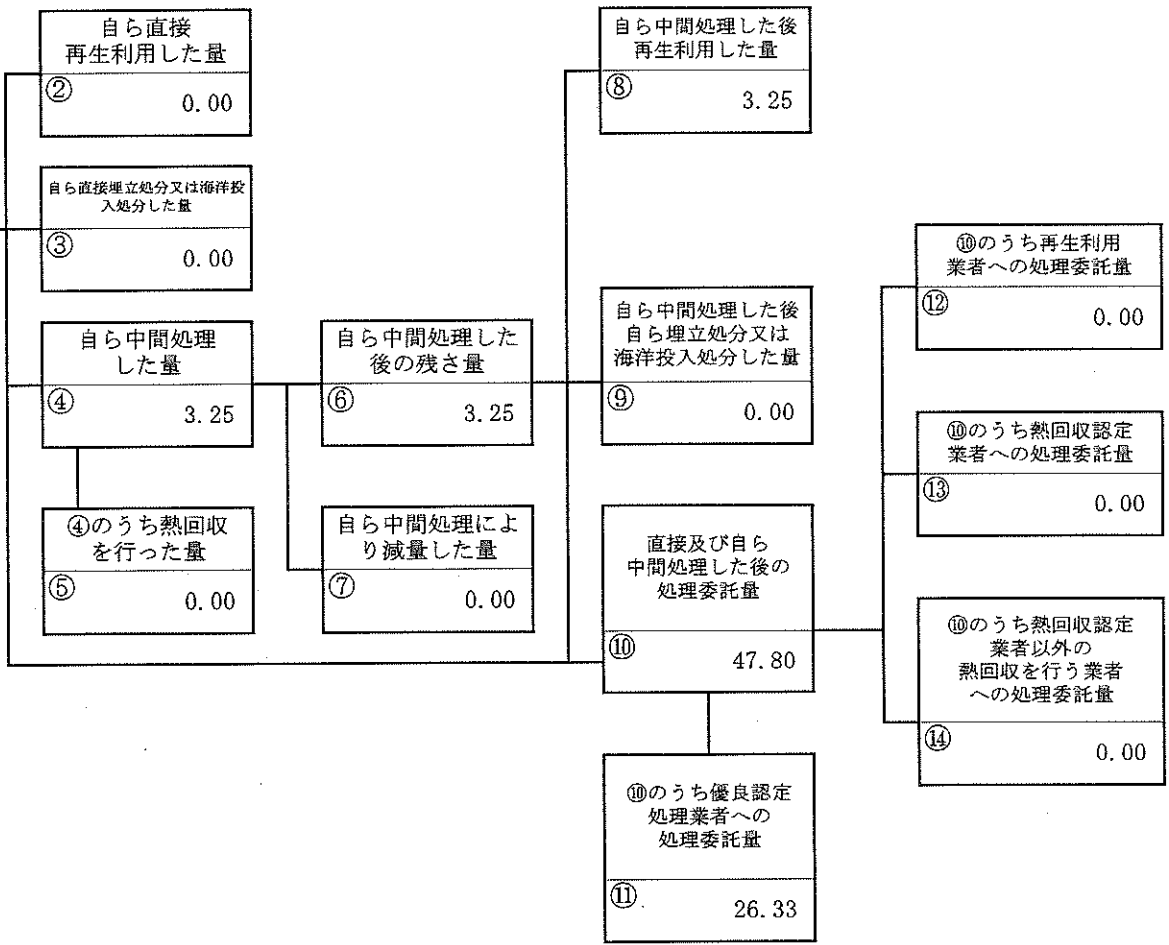 自ら直接
再生利用した量
②
0.00
自ら直接埋立処分又は海洋投
入処分した量
③
0.00
自ら中間処理
した量
④
3.25
④のうち熱回収
を行った量
⑤
0.00
自ら中間処理した
後の残さ量
⑥
3.25
自ら中間処理によ
り減量した量
⑦
0.00
自ら中間処理した後
再生利用した量
⑧
3.25
自ら中間処理した後
自ら埋立処分又は
海洋投入処分した量
⑨
0.00
直接及び自ら
中間処理した後の
処理委託量
⑩
47.80
⑩のうち優良認定
処理業者への
処理委託量
⑪
26.33
⑩のうち再生利用
業者への処理委託量
⑫
0.00
⑩のうち熱回収認定
業者への処理委託量
⑬
0.00
⑩のうち熱回収認定
業者以外の
熱回収を行う業者
への処理委託量
⑭
0.00